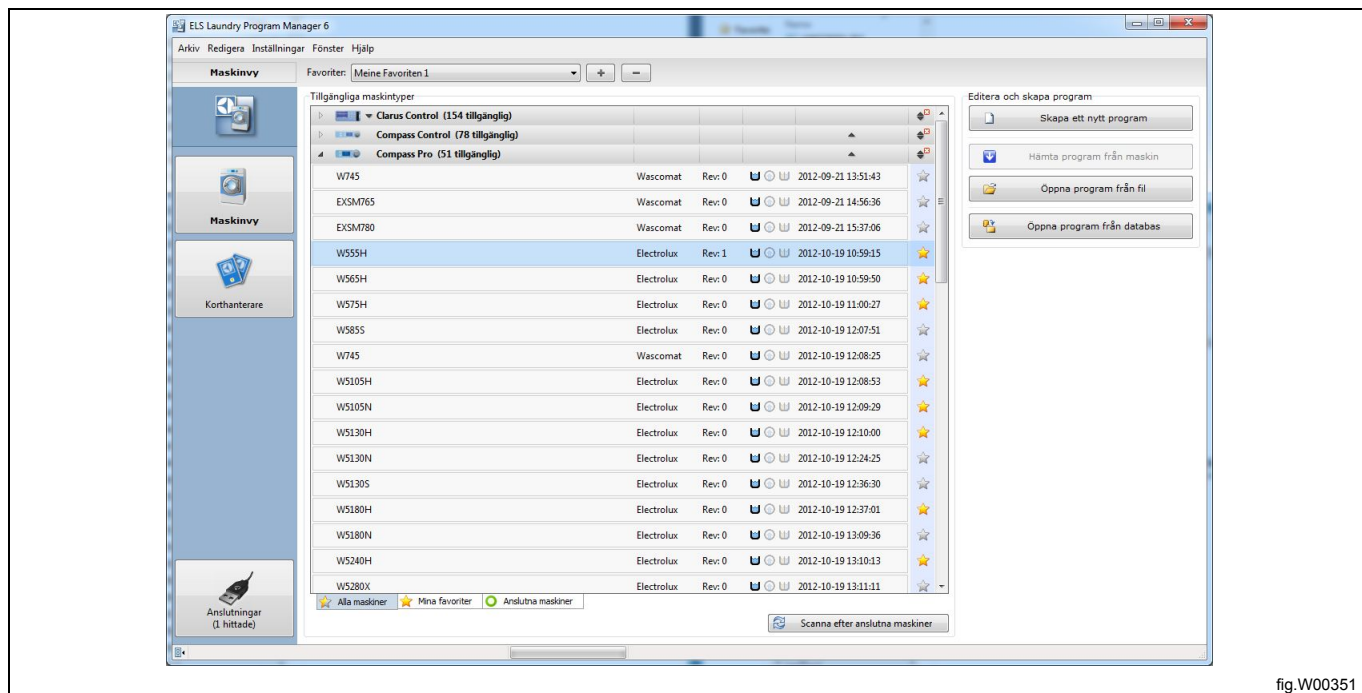 ELS Laundry Program Manager 6
Arkiv Redigera Inställningar Fönster Hjälp
Maskinvy
Favoriter: Meine Favoriten 1
Tillgängliga maskintyper
Clarus Control (154 tillgänglig)
Compass Control (78 tillgänglig)
Compass Pro (51 tillgänglig)
W745 Wascomat Rev: 0 2012-09-21 13:51:43
EXSM765 Wascomat Rev: 0 2012-09-21 14:56:36
EXSM780 Wascomat Rev: 0 2012-09-21 15:37:06
W555H Electrolux Rev: 1 2012-10-19 10:59:15
W565H Electrolux Rev: 0 2012-10-19 10:59:50
W575H Electrolux Rev: 0 2012-10-19 11:00:27
W585S Electrolux Rev: 0 2012-10-19 12:07:51
W745 Wascomat Rev: 0 2012-10-19 12:08:25
W5105H Electrolux Rev: 0 2012-10-19 12:08:53
W5105N Electrolux Rev: 0 2012-10-19 12:09:29
W5130H Electrolux Rev: 0 2012-10-19 12:10:00
W5130N Electrolux Rev: 0 2012-10-19 12:24:25
W5130S Electrolux Rev: 0 2012-10-19 12:36:30
W5180H Electrolux Rev: 0 2012-10-19 12:37:01
W5180N Electrolux Rev: 0 2012-10-19 13:09:36
W5240H Electrolux Rev: 0 2012-10-19 13:10:13
W5280X Electrolux Rev: 0 2012-10-19 13:11:11
Alla maskiner Mina favoriter Anslutna maskiner
Scanna efter anslutna maskiner
Editera och skapa program
Skapa ett nytt program
Hämta program från maskin
Öppna program från fil
Öppna program från databas
Maskinvy
Korthanterare
Anslutningar
(1 hittade)
fig.W00351